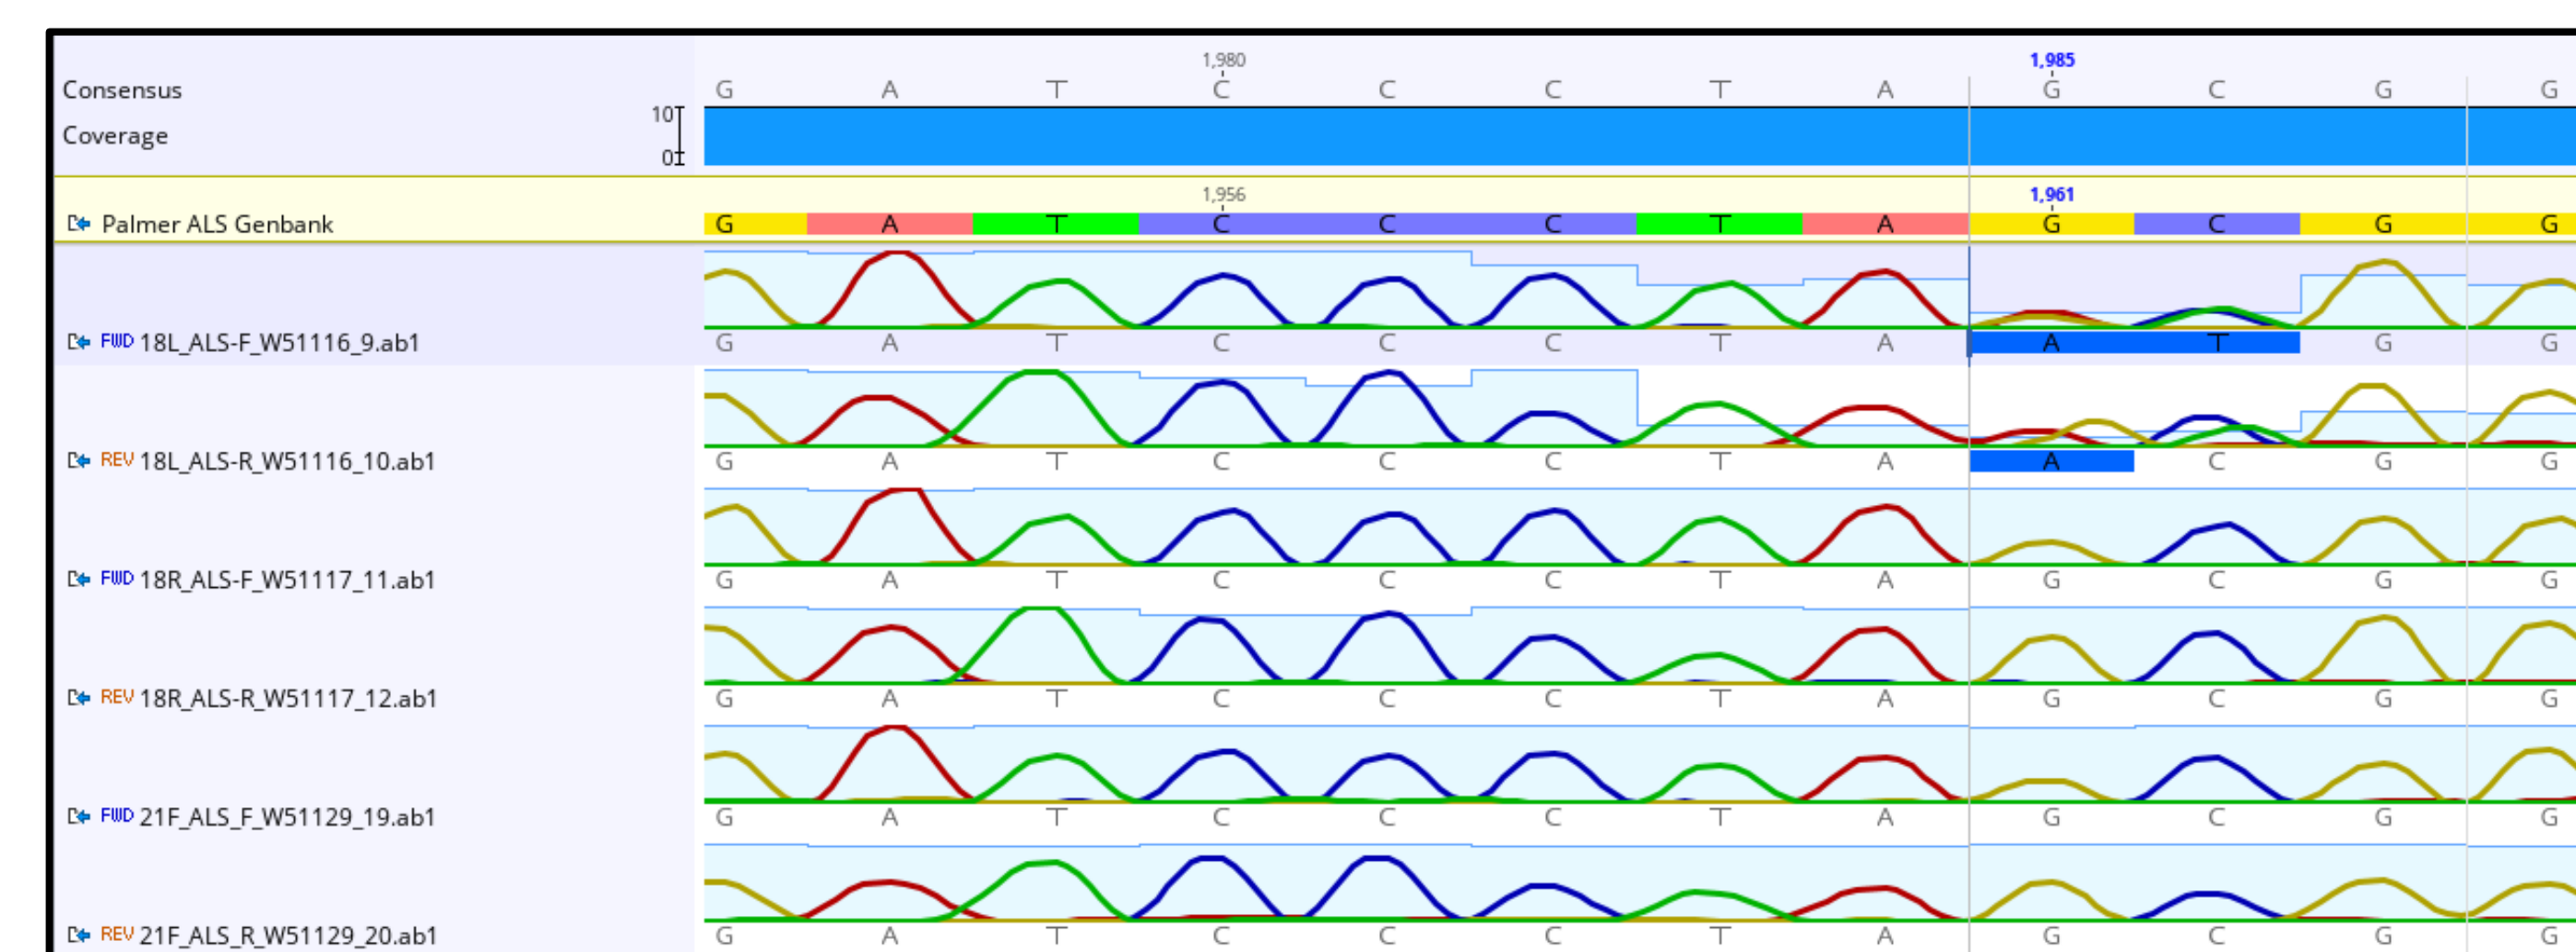 1,980 1,985
Consensus G A T C C C T A G C G G
10
Coverage
0
1,956 1,961
Palmer ALS Genbank G A T C C C T A G C G G
FWD 18L_ALS-F_W51116_9.ab1 G A T C C C T A A T G G
REV 18L_ALS-R_W51116_10.ab1 G A T C C C T A A C G G
FWD 18R_ALS-F_W51117_11.ab1 G A T C C C T A G C G G
REV 18R_ALS-R_W51117_12.ab1 G A T C C C T A G C G G
FWD 21F_ALS_F_W51129_19.ab1 G A T C C C T A G C G G
REV 21F_ALS_R_W51129_20.ab1 G A T C C C T A G C G G